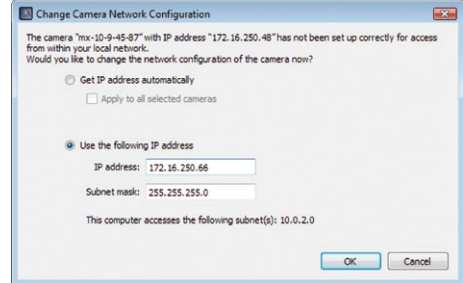 Change Camera Network Configuration
The camera "mx-10-9-45-87" with IP address "172.16.250.48" has not been set up correctly for access
from within your local network.
Would you like to change the network configuration of the camera now?
Get IP address automatically
Apply to all selected cameras
Use the following IP address
IP address: 172.16.250.66
Subnet mask: 255.255.255.0
This computer accesses the following subnet(s): 10.0.2.0
OK Cancel